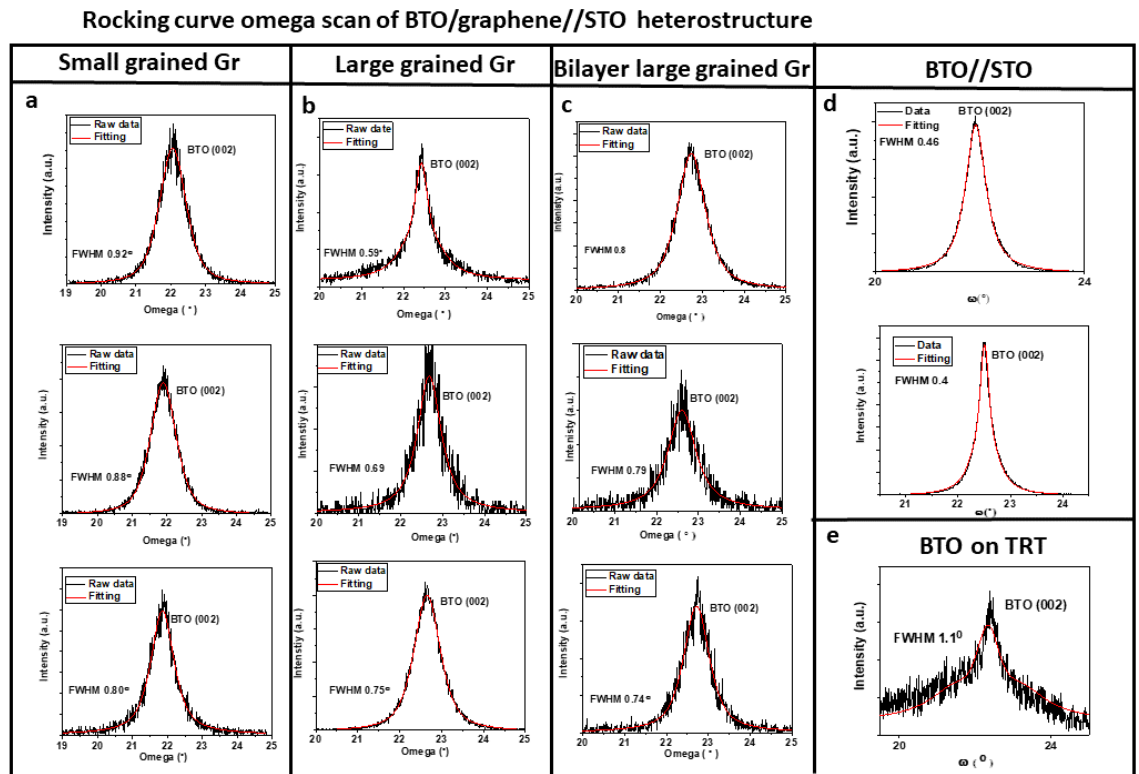 Rocking curve omega scan of BTO/graphene//STO heterostructure
Small grained Gr
Large grained Gr
Bilayer large grained Gr
BTO//STO
a
Raw data
Fitting
BTO (002)
FWHM 0.92°
Intensity (a.u.)
19 20 21 22 23 24 25
Omega (°)
Raw data
Fitting
BTO (002)
FWHM 0.88°
Intensity (a.u.)
19 20 21 22 23 24 25
Omega (°)
Raw data
Fitting
BTO (002)
FWHM 0.80°
Intensity (a.u.)
19 20 21 22 23 24 25
Omega (°)
b
Raw date
Fitting
BTO (002)
FWHM 0.59°
Intensity (a.u.)
20 21 22 23 24 25
Omega (°)
Raw data
Fitting
BTO (002)
FWHM 0.69
Intenstiy (a.u.)
20 21 22 23 24 25
Omega (°)
Raw data
Fitting
BTO (002)
FWHM 0.75°
Intenstiy (a.u.)
20 21 22 23 24 25
Omega (°)
c
Raw data
Fitting
BTO (002)
FWHM 0.8
Intenisty (a.u.)
20 21 22 23 24 25
Omega (°)
Raw data
Fitting
BTO (002)
FWHM 0.79
Intenisty (a.u.)
20 21 22 23 24 25
Omega (°)
Raw data
Fitting
BTO (002)
FWHM 0.74°
Intenisty (a.u.)
20 21 22 23 24 25
Omega (°)
d
Data
Fitting
BTO (002)
FWHM 0.46
Intensity (a.u.)
20 24
ω(°)
Data
Fitting
BTO (002)
FWHM 0.4
Intensity (a.u.)
21 22 23 24
ω(°)
e
BTO on TRT
BTO (002)
FWHM 1.1⁰
Intensity (a.u.)
20 24
ω (⁰)